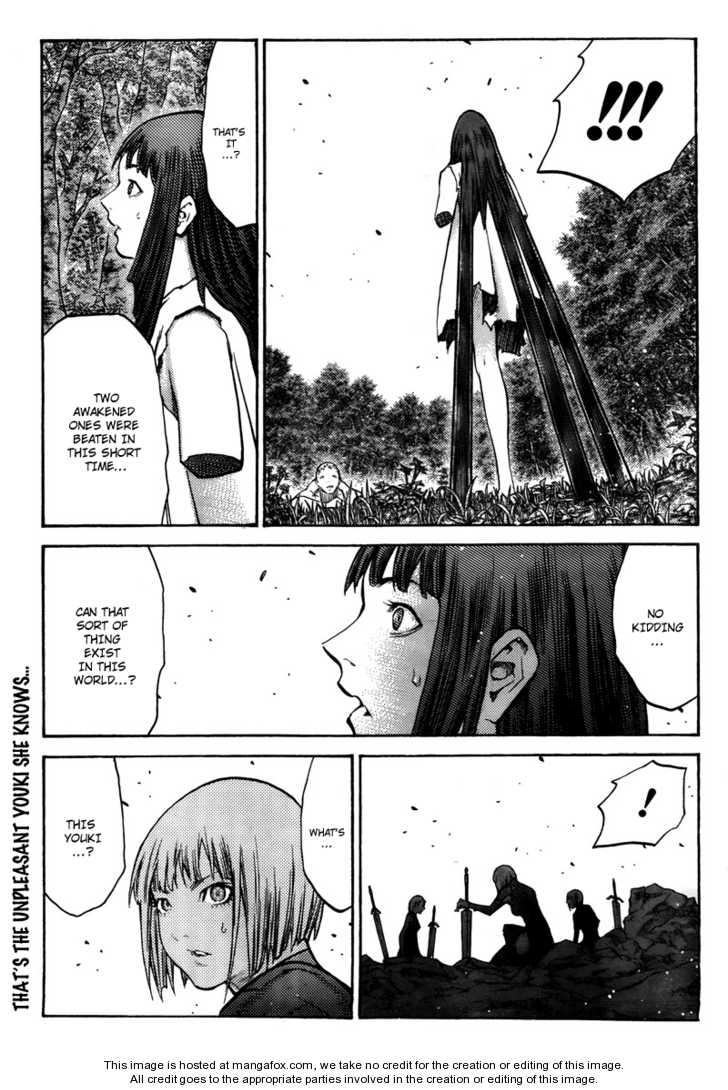 !!!
THAT'S
IT
...?
TWO
AWAKENED
ONES WERE
BEATEN IN
THIS SHORT
TIME...
NO
KIDDING
...
CAN THAT
SORT OF
THING
EXIST
IN THIS
WORLD...?
!
WHAT'S
...
THIS
YOUKI
...?
THAT'S THE UNPLEASANT YOUKI SHE KNOWS...
This image is hosted at mangafox.com, we take no credit for the creation or editing of this image.
All credit goes to the appropriate parties involved in the creation or editing of this image.